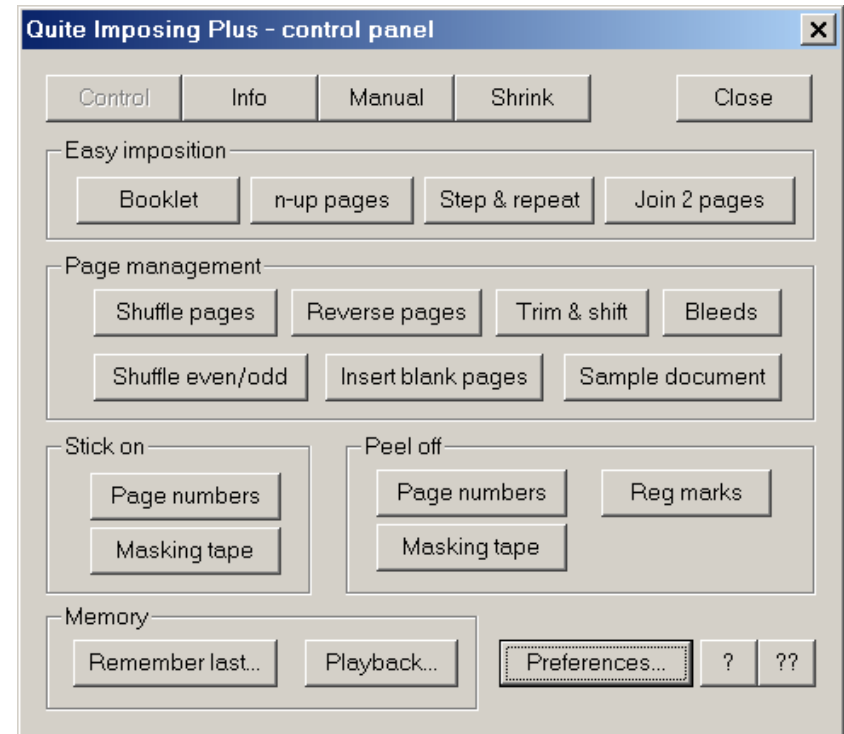 Quite Imposing Plus - control panel
Control Info Manual Shrink Close
Easy imposition
Booklet n-up pages Step & repeat Join 2 pages
Page management
Shuffle pages Reverse pages Trim & shift Bleeds
Shuffle even/odd Insert blank pages Sample document
Stick on
Page numbers
Masking tape
Peel off
Page numbers Reg marks
Masking tape
Memory
Remember last... Playback...
Preferences... ? ??